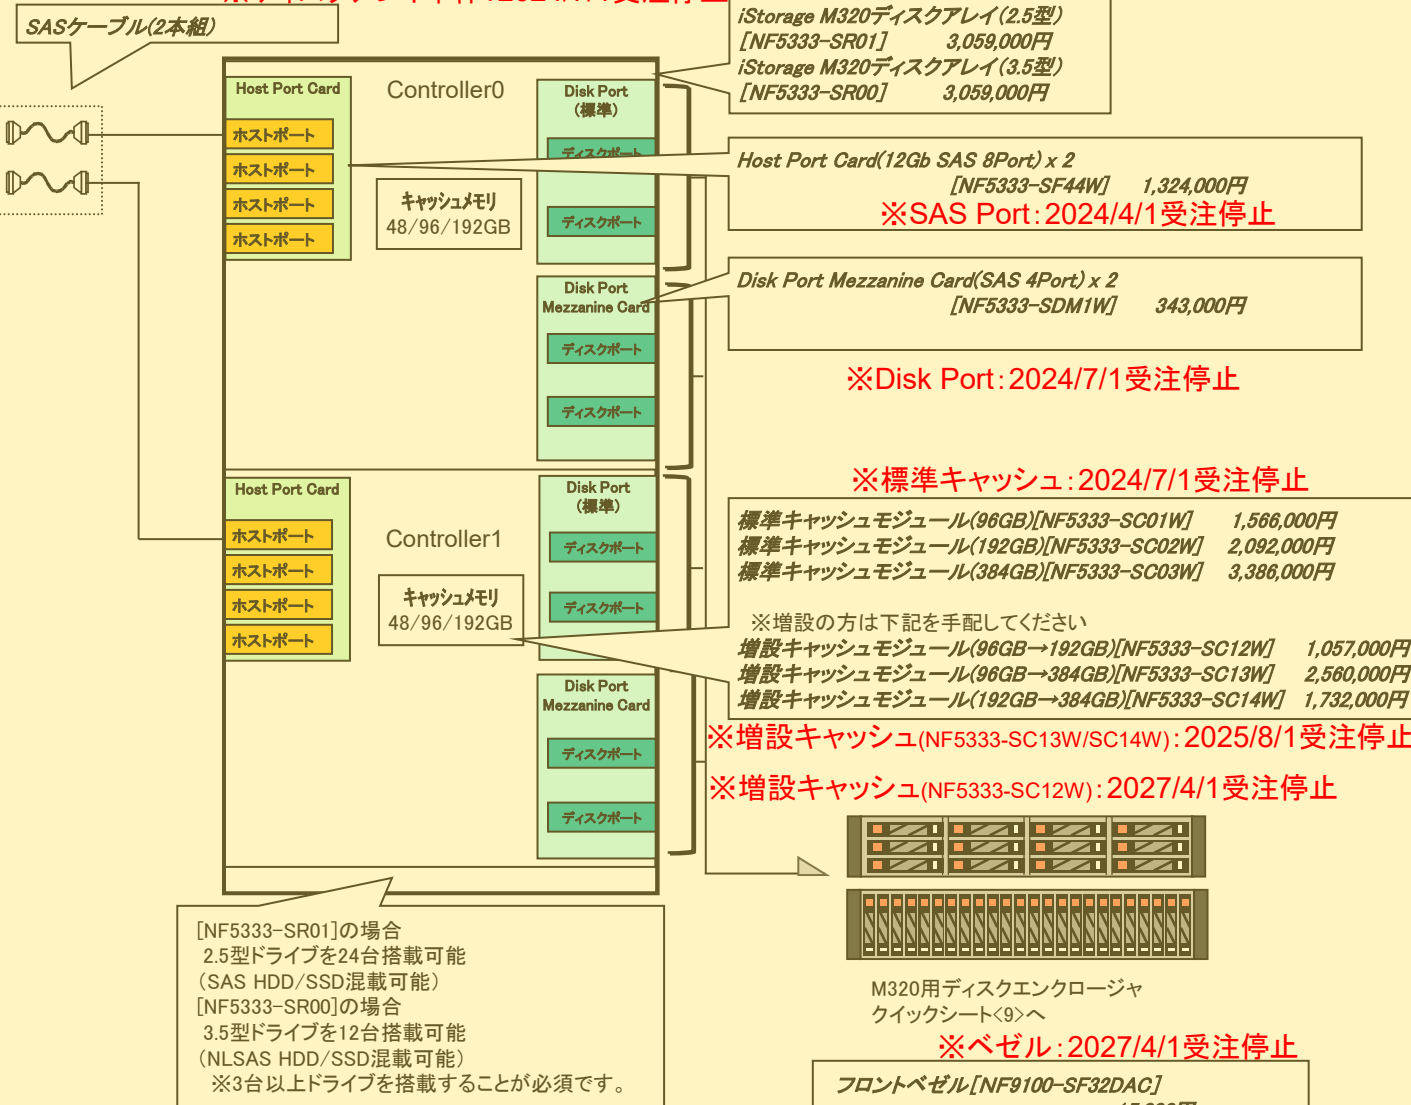 SASケーブル(2本組)
iStorage M320ディスクアレイ(2.5型)
[NF5333-SR01] 3,059,000円
iStorage M320ディスクアレイ(3.5型)
[NF5333-SR00] 3,059,000円
Host Port Card
Controller0
Disk Port
(標準)
ホストポート
ホストポート
ホストポート
ホストポート
キャッシュメモリ
48/96/192GB
ディスクポート
ディスクポート
Host Port Card(12Gb SAS 8Port) x 2
[NF5333-SF44W] 1,324,000円
※SAS Port:2024/4/1受注停止
Disk Port
Mezzanine Card
ディスクポート
ディスクポート
Disk Port Mezzanine Card(SAS 4Port) x 2
[NF5333-SDM1W] 343,000円
※Disk Port:2024/7/1受注停止
※標準キャッシュ:2024/7/1受注停止
Host Port Card
Controller1
Disk Port
(標準)
ホストポート
ホストポート
ホストポート
ホストポート
キャッシュメモリ
48/96/192GB
ディスクポート
ディスクポート
標準キャッシュモジュール(96GB)[NF5333-SC01W] 1,566,000円
標準キャッシュモジュール(192GB)[NF5333-SC02W] 2,092,000円
標準キャッシュモジュール(384GB)[NF5333-SC03W] 3,386,000円
※増設の方は下記を手配してください
増設キャッシュモジュール(96GB→192GB)[NF5333-SC12W] 1,057,000円
増設キャッシュモジュール(96GB→384GB)[NF5333-SC13W] 2,560,000円
増設キャッシュモジュール(192GB→384GB)[NF5333-SC14W] 1,732,000円
Disk Port
Mezzanine Card
ディスクポート
ディスクポート
※増設キャッシュ(NF5333-SC13W/SC14W):2025/8/1受注停止
※増設キャッシュ(NF5333-SC12W):2027/4/1受注停止
[NF5333-SR01]の場合
2.5型ドライブを24台搭載可能
(SAS HDD/SSD混載可能)
[NF5333-SR00]の場合
3.5型ドライブを12台搭載可能
(NLSAS HDD/SSD混載可能)
※3台以上ドライブを搭載することが必須です。
M320用ディスクエンクロージャ
クイックシート<9>へ
※ベゼル:2027/4/1受注停止
フロントベゼル[NF9100-SF32DAC]